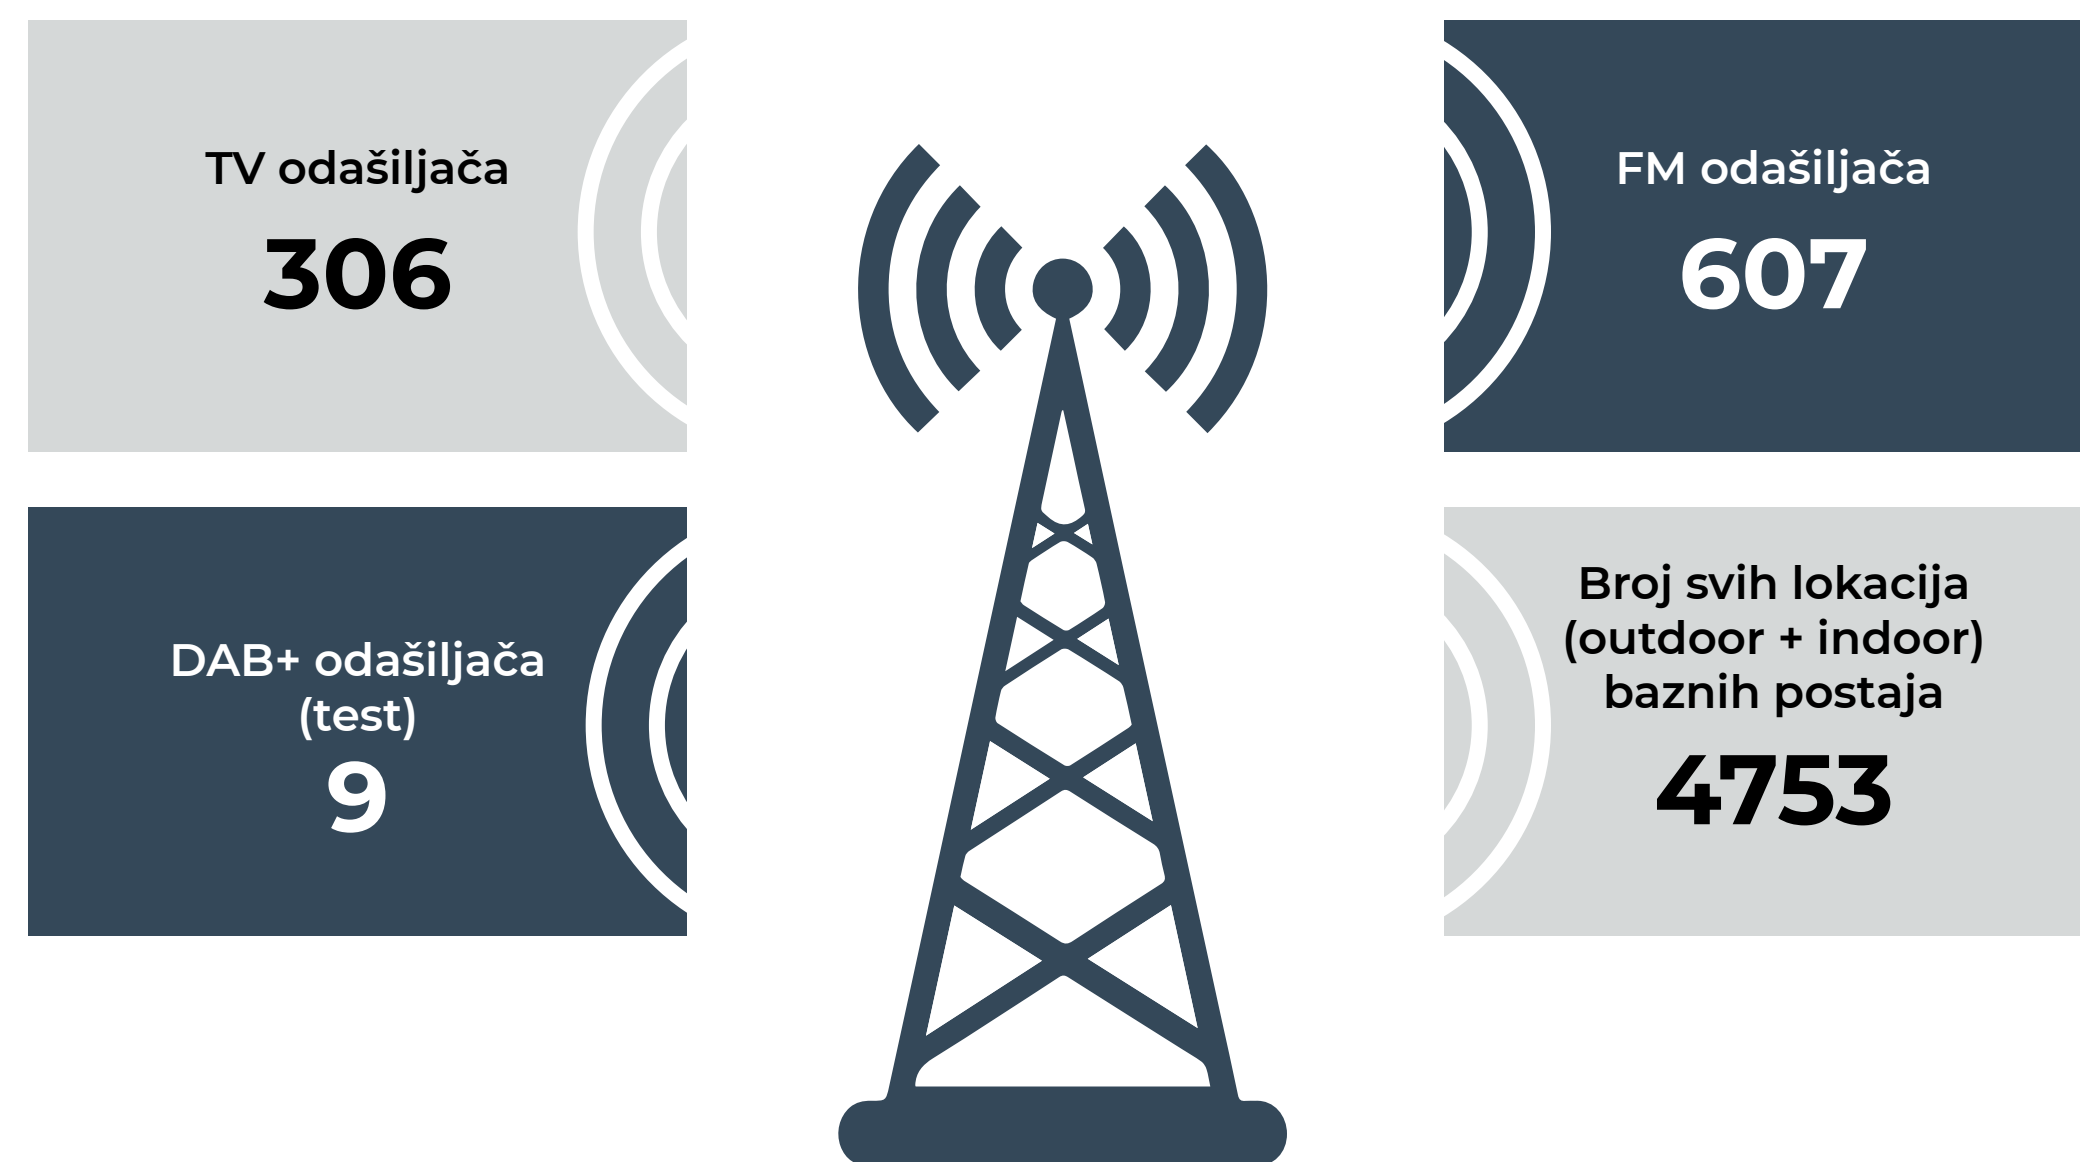 TV odašiljača
306
FM odašiljača
607
DAB+ odašiljača
(test)
9
Broj svih lokacija
(outdoor + indoor)
baznih postaja
4753